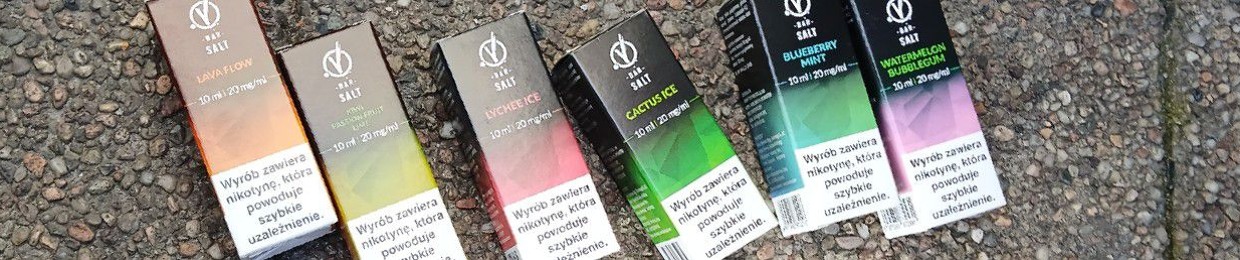 BAR
SALT
LAVA FLOW
10 ml | 20 mg/ml
Wyrób zawiera
nikotynę, która
powoduje
szybkie
uzależnienie.
BAR
SALT
KIWI
PASSION FRUIT
10 ml | 20 mg/ml
Wyrób zawiera
nikotynę, która
powoduje
szybkie
BAR
SALT
LYCHEE ICE
10 ml | 20 mg/ml
Wyrób zawiera
nikotynę, która
powoduje
szybkie
uzależnienie.
BAR
SALT
CACTUS ICE
10 ml | 20 mg/ml
Wyrób zawiera
nikotynę, która
powoduje
szybkie
uzależnienie.
BAR
SALT
BLUEBERRY
MINT
10 ml | 20 mg/ml
Wyrób zawiera
nikotynę, która
powoduje
szybkie
uzależnienie.
BAR
SALT
WATERMELON
BUBBLEGUM
10 ml | 20 mg/ml
Wyrób zawiera
nikotynę, która
powoduje
szybkie
uzależnienie.